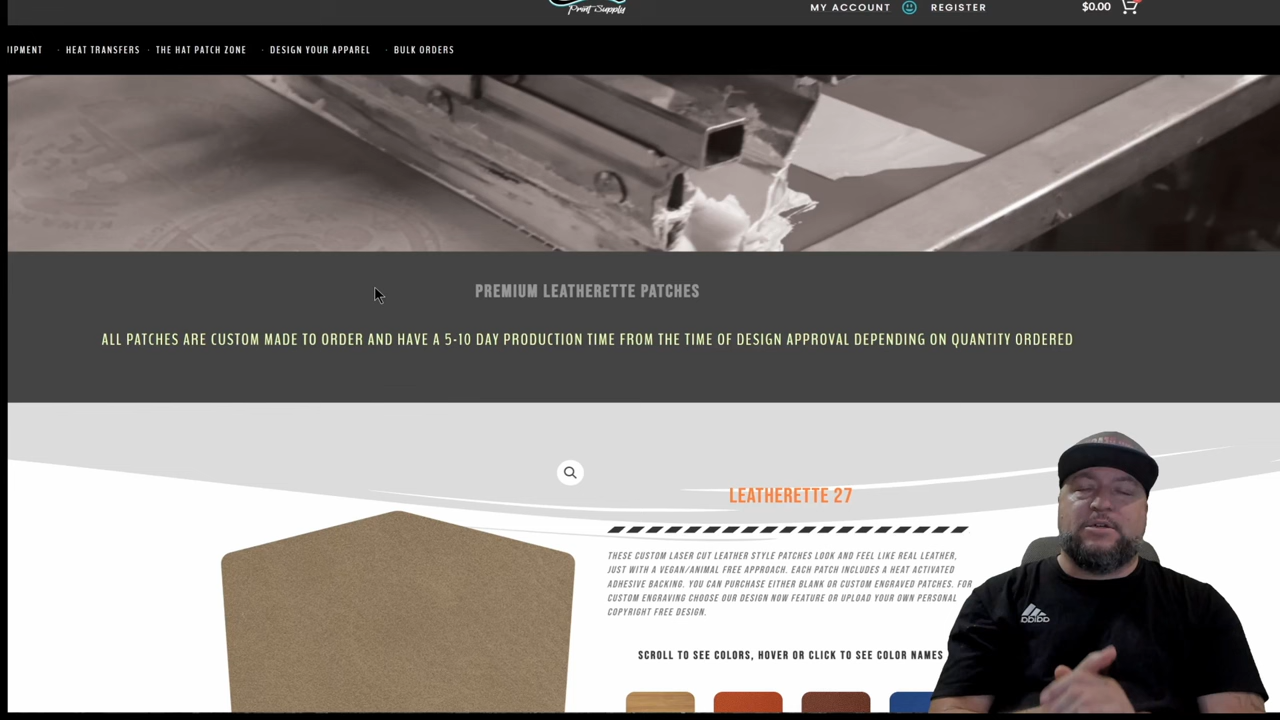 Print Supply
MY ACCOUNT REGISTER $0.00
UIPMENT · HEAT TRANSFERS · THE HAT PATCH ZONE · DESIGN YOUR APPAREL · BULK ORDERS
PREMIUM LEATHERETTE PATCHES
ALL PATCHES ARE CUSTOM MADE TO ORDER AND HAVE A 5-10 DAY PRODUCTION TIME FROM THE TIME OF DESIGN APPROVAL DEPENDING ON QUANTITY ORDERED
LEATHERETTE 27
THESE CUSTOM LASER CUT LEATHER STYLE PATCHES LOOK AND FEEL LIKE REAL LEATHER,
JUST WITH A VEGAN/ANIMAL FREE APPROACH. EACH PATCH INCLUDES A HEAT ACTIVATED
ADHESIVE BACKING. YOU CAN PURCHASE EITHER BLANK OR CUSTOM ENGRAVED PATCHES. FOR
CUSTOM ENGRAVING CHOOSE OUR DESIGN NOW FEATURE OR UPLOAD YOUR OWN PERSONAL
COPYRIGHT FREE DESIGN.
SCROLL TO SEE COLORS, HOVER OR CLICK TO SEE COLOR NAMES